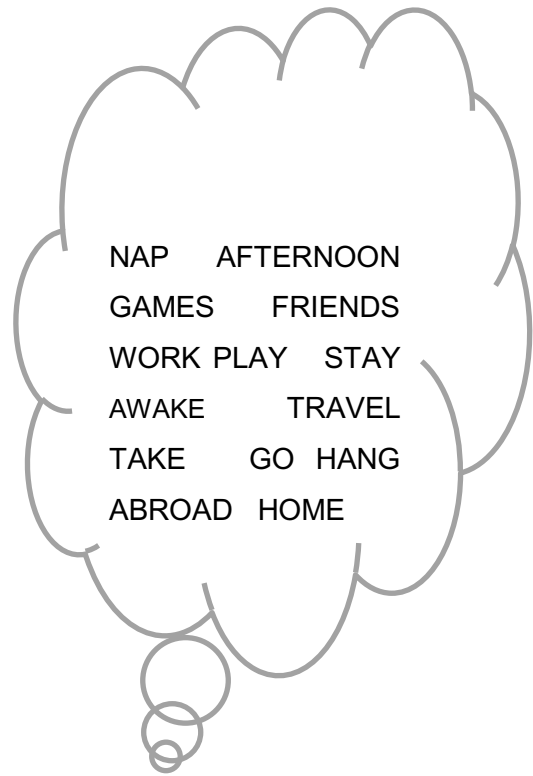 NAP AFTERNOON
GAMES FRIENDS
WORK PLAY STAY
AWAKE TRAVEL
TAKE GO HANG
ABROAD HOME